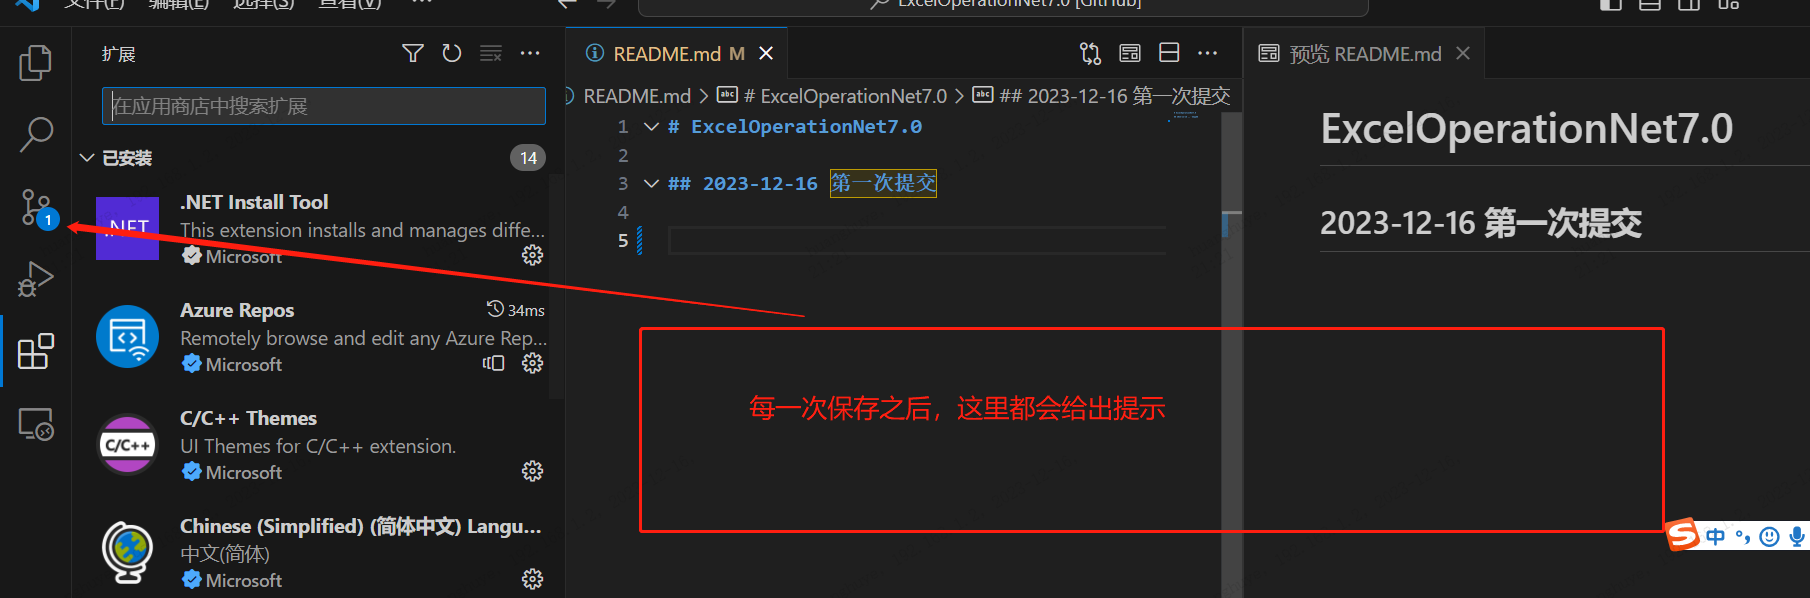 文件(F) 编辑(E) 选择(S) 查看(V) ···
ExcelOperationNet7.0 [GitHub]
扩展
在应用商店中搜索扩展
已安装
14
1
.NET
.NET Install Tool
This extension installs and manages diffe...
Microsoft
Azure Repos
34ms
Remotely browse and edit any Azure Rep...
Microsoft
C/C++
C/C++ Themes
UI Themes for C/C++ extension.
Microsoft
Chinese (Simplified) (简体中文) Langu...
中文(简体)
Microsoft
README.md M
README.md > # ExcelOperationNet7.0 > ## 2023-12-16 第一次提交
1 # ExcelOperationNet7.0
2
3 ## 2023-12-16 第一次提交
4
5
预览 README.md
ExcelOperationNet7.0
2023-12-16 第一次提交
每一次保存之后，这里都会给出提示
中